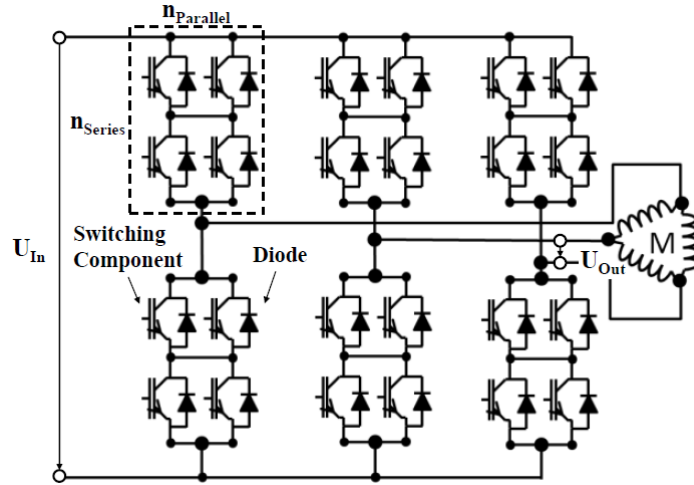 nParallel
nSeries
UIn
Switching
Component
Diode
UOut
M